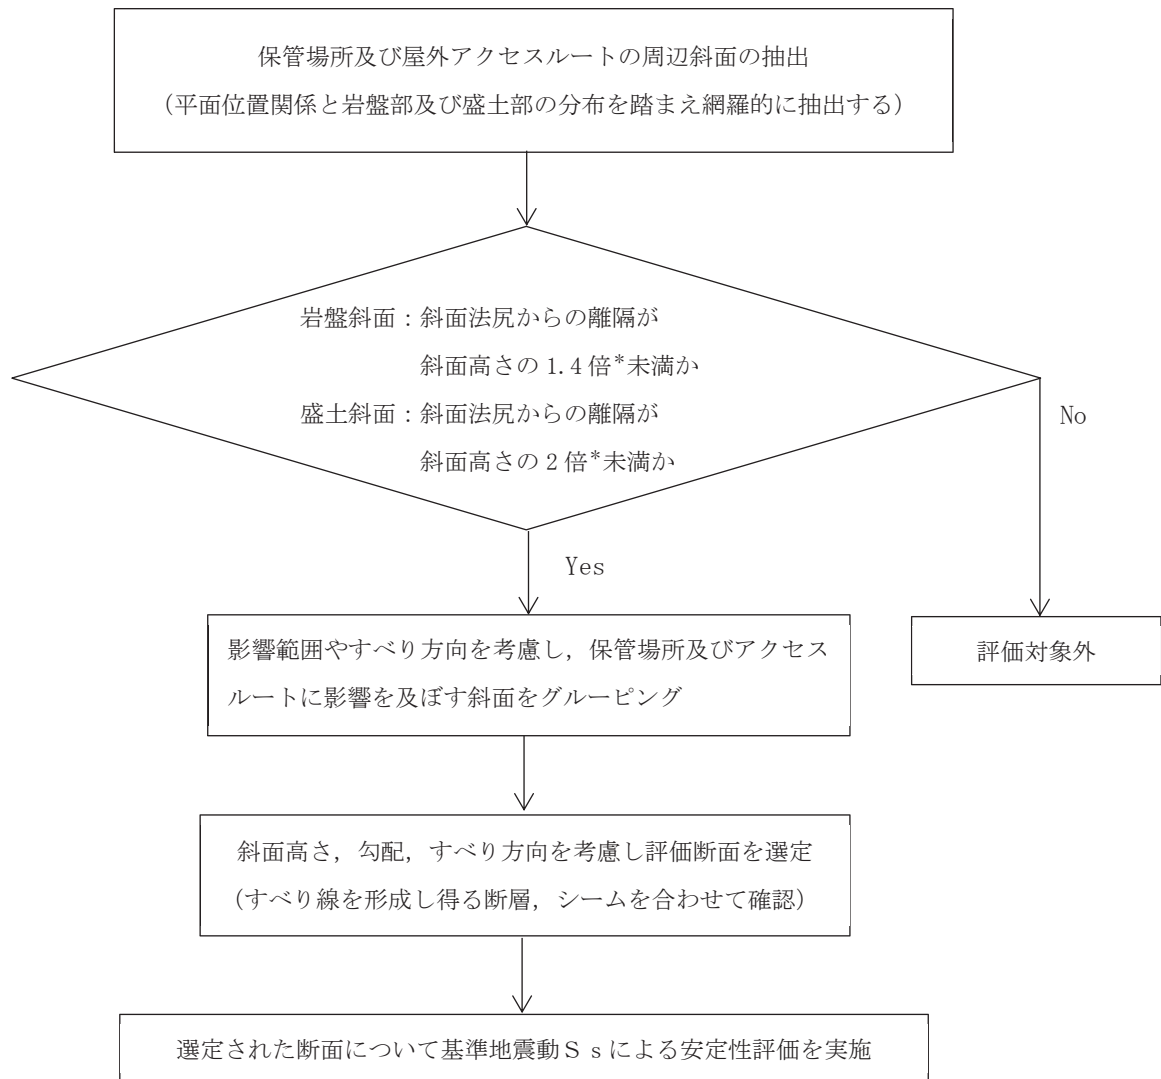 保管場所及び屋外アクセスルートの周辺斜面の抽出
（平面位置関係と岩盤部及び盛土部の分布を踏まえ網羅的に抽出する）
岩盤斜面：斜面法尻からの離隔が
斜面高さの 1.4 倍*未満か
盛土斜面：斜面法尻からの離隔が
斜面高さの 2 倍*未満か
No
Yes
影響範囲やすべり方向を考慮し，保管場所及びアクセス
ルートに影響を及ぼす斜面をグルーピング
評価対象外
斜面高さ，勾配，すべり方向を考慮し評価断面を選定
（すべり線を形成し得る断層，シームを合わせて確認）
選定された断面について基準地震動Ｓｓによる安定性評価を実施